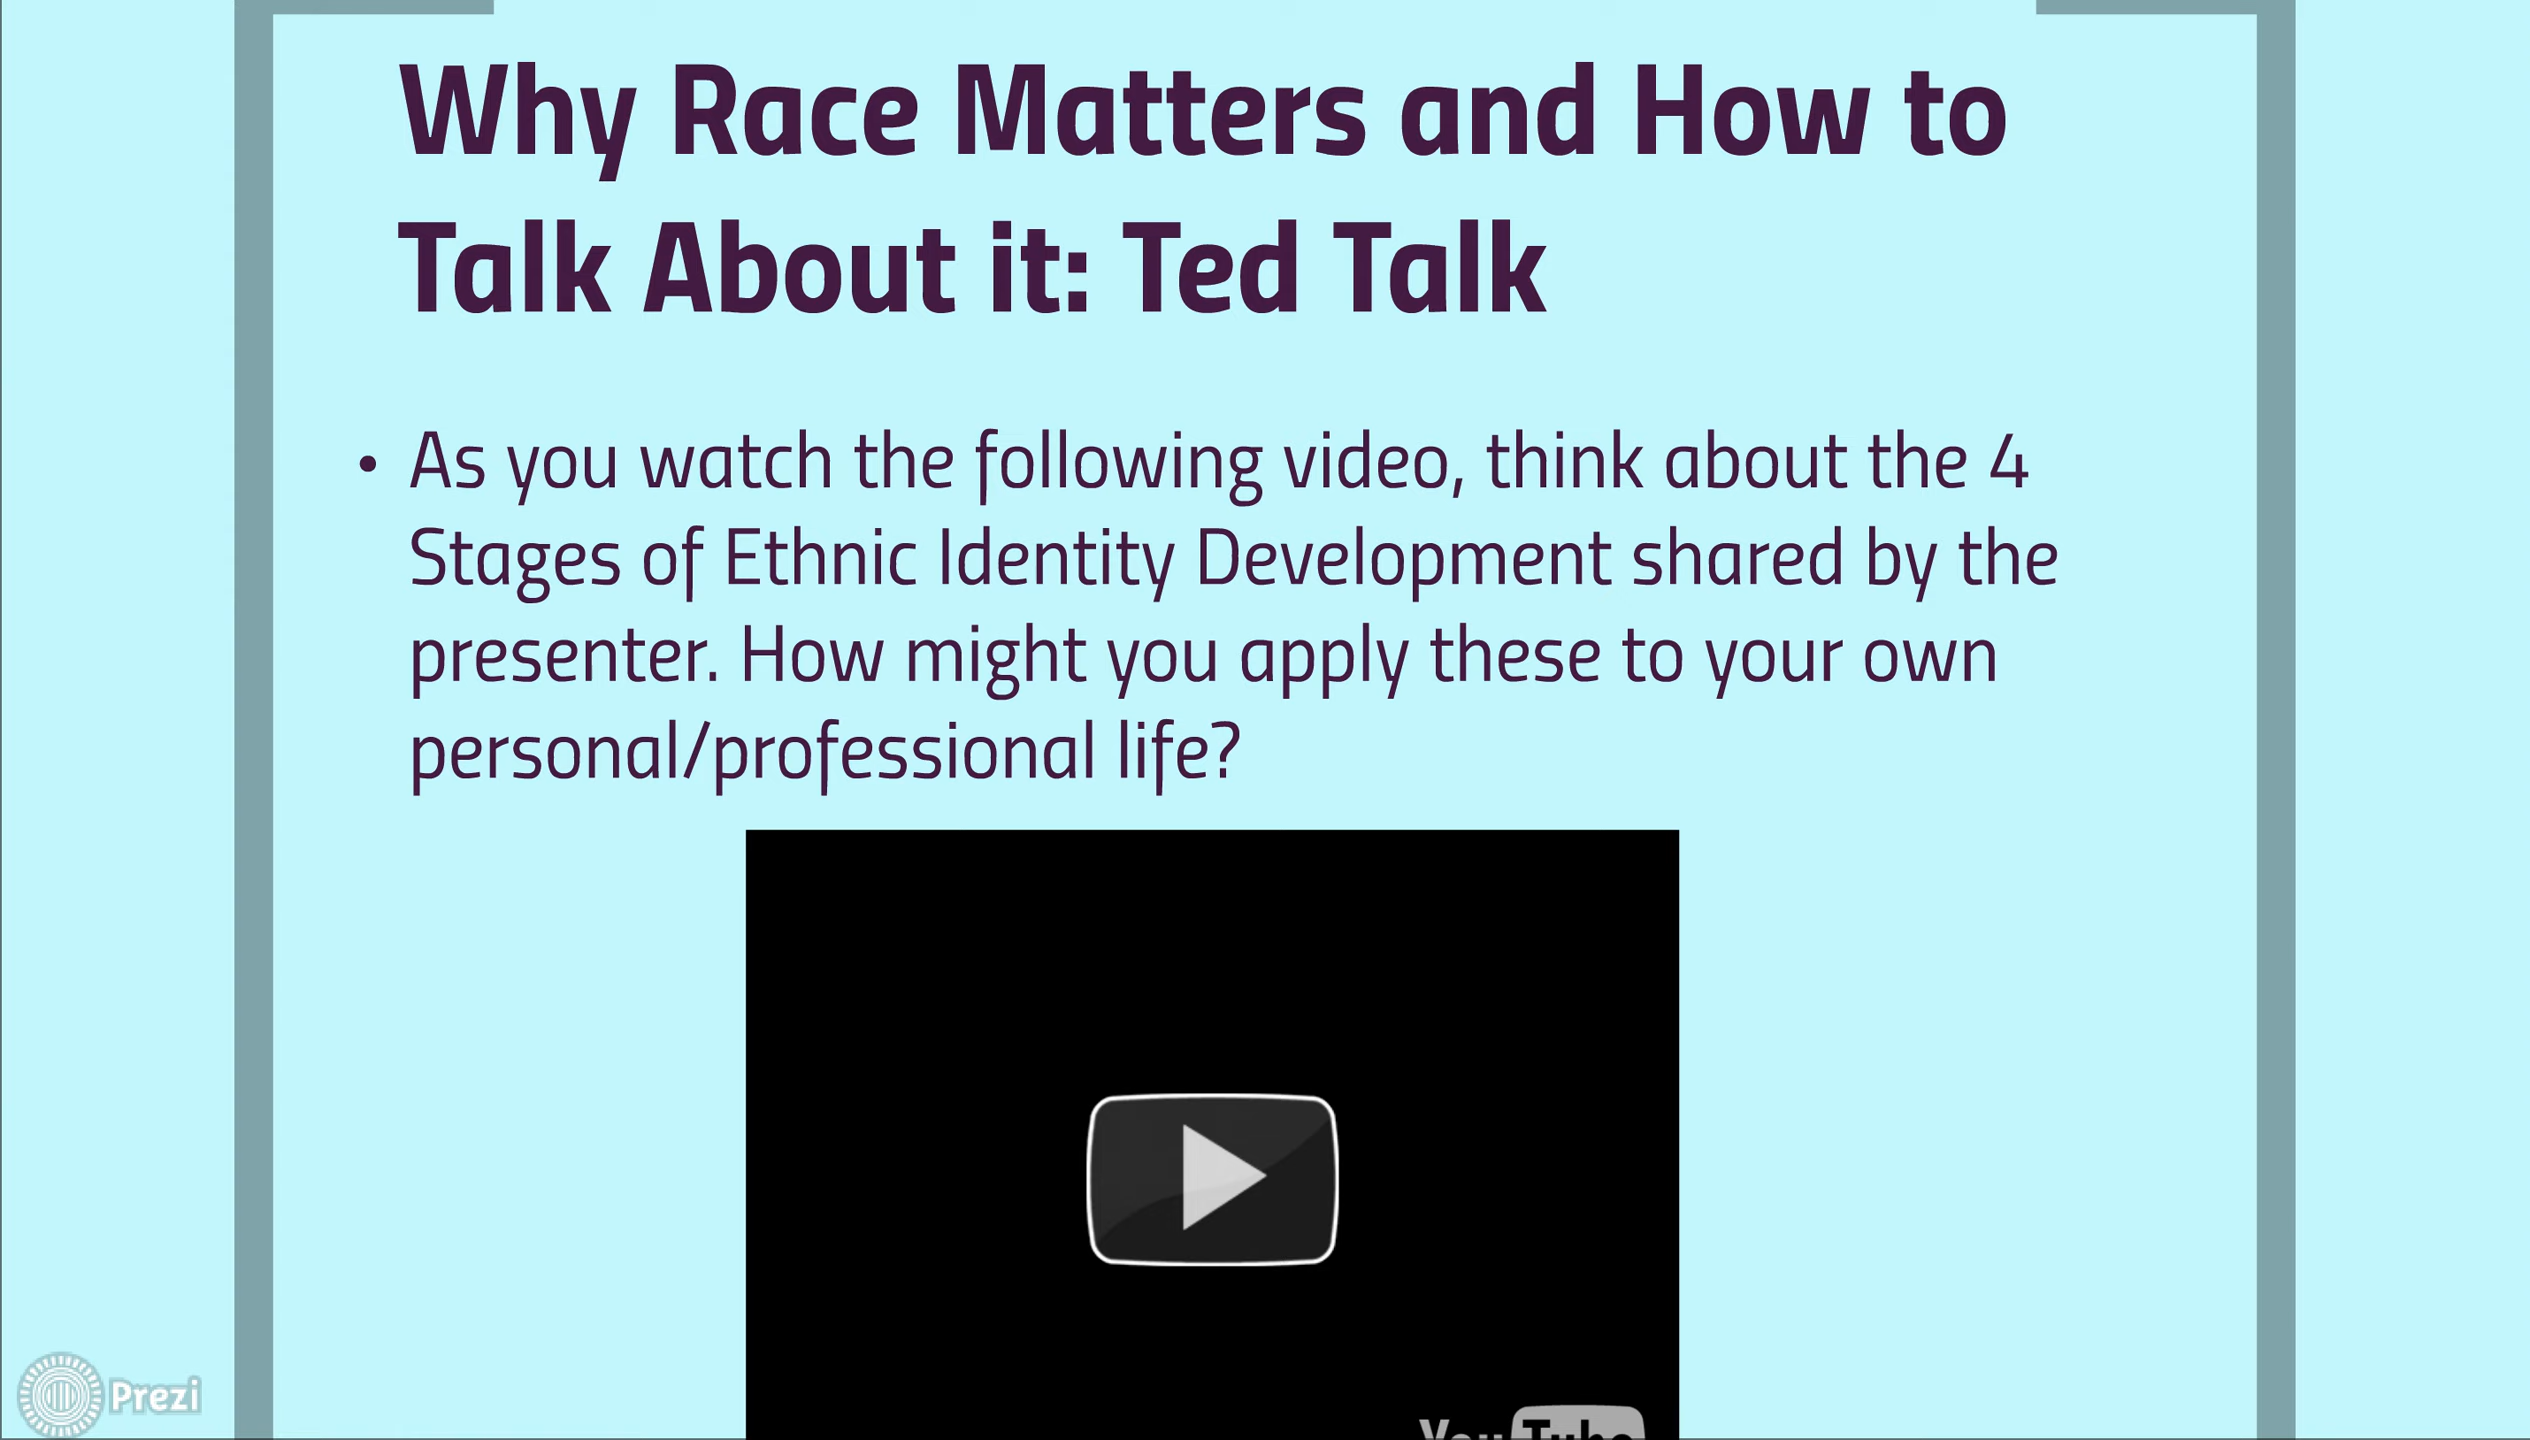 Why Race Matters and How to
Talk About it: Ted Talk
• As you watch the following video, think about the 4
Stages of Ethnic Identity Development shared by the
presenter. How might you apply these to your own
personal/professional life?
YouTube
Prezi